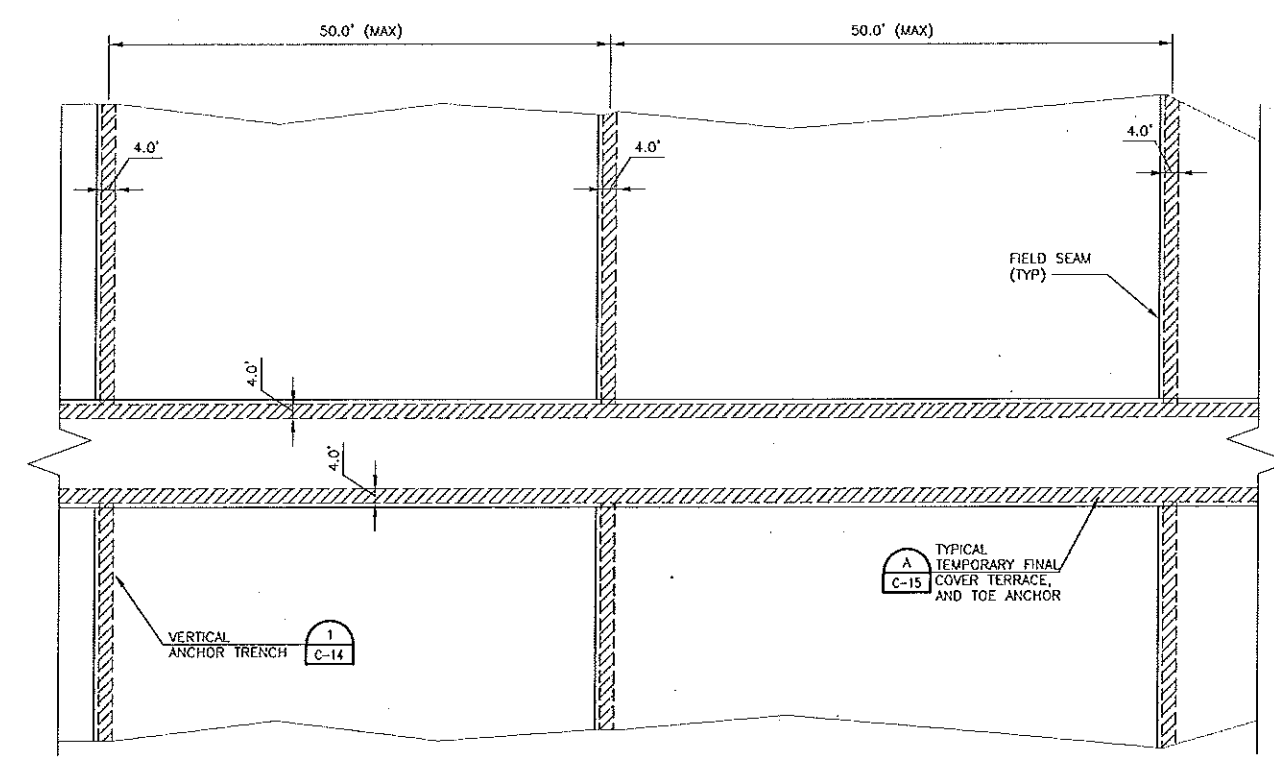 50.0' (MAX)
50.0' (MAX)
4.0'
4.0'
4.0'
FIELD SEAM
(TYP)
4.0'
4.0'
A
C-15
TYPICAL
TEMPORARY FINAL
COVER TERRACE,
AND TOE ANCHOR
VERTICAL
ANCHOR TRENCH
1
C-14